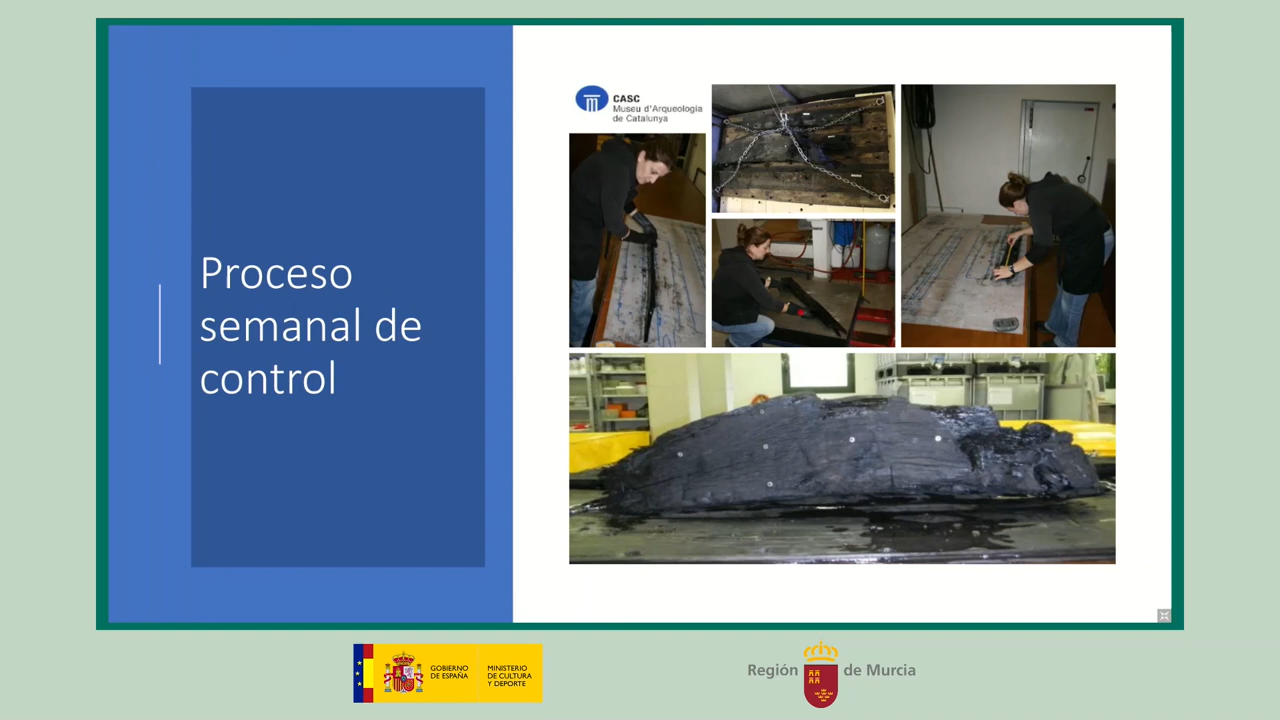 Proceso
semanal de
control
CASC
Museu d'Arqueologia
de Catalunya
GOBIERNO
DE ESPAÑA
MINISTERIO
DE CULTURA
Y DEPORTE
Región de Murcia